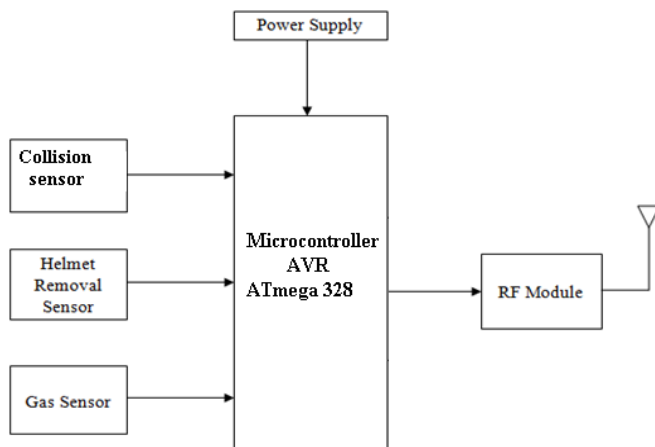 Power Supply
Collision
sensor
Helmet
Removal
Sensor
Gas Sensor
Microcontroller
AVR
ATmega 328
RF Module